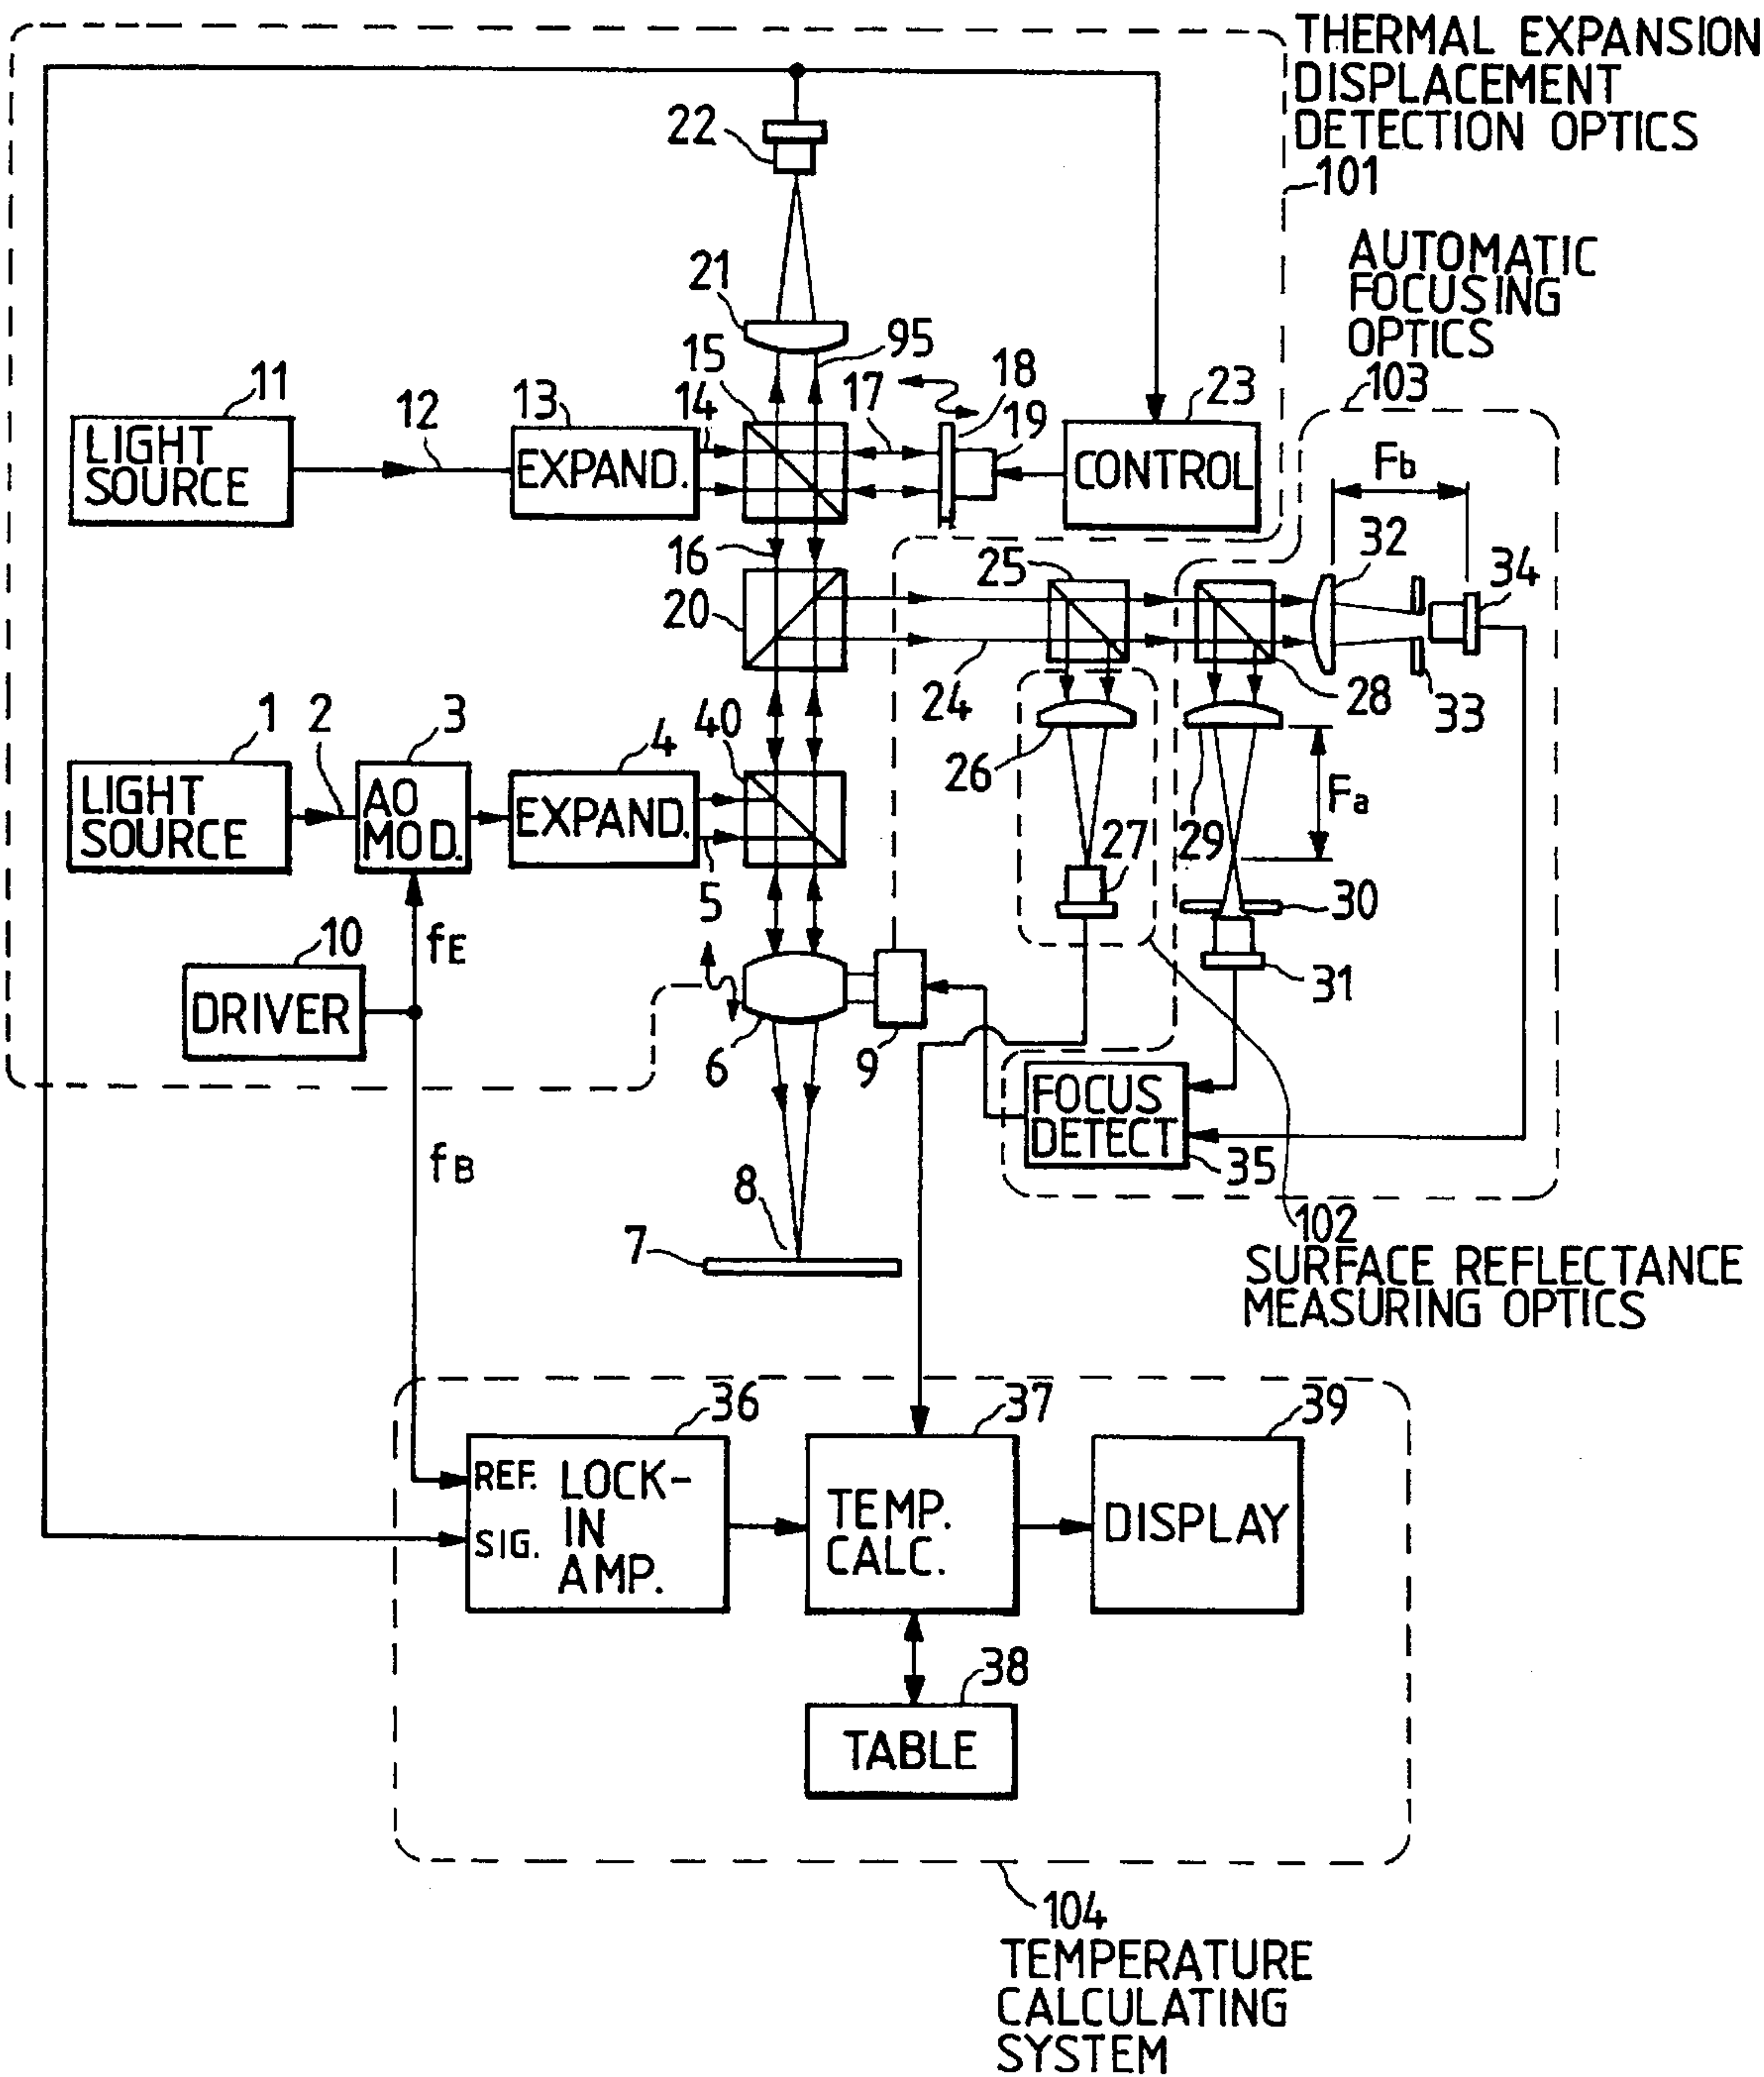 THERMAL EXPANSION
DISPLACEMENT
DETECTION OPTICS
101
22
AUTOMATIC
FOCUSING
OPTICS
103
21
95
15
18
11
12
13
14
17
19
23
LIGHT
SOURCE
EXPAND.
CONTROL
Fb
16
25
32
34
20
24
28
33
1
2
3
4
40
26
29
Fa
LIGHT
SOURCE
AO
MOD.
EXPAND.
27
5
30
10
fE
31
DRIVER
6
9
FOCUS
DETECT
35
fB
8
7
102
SURFACE REFLECTANCE
MEASURING OPTICS
36
37
39
REF.
SIG.
LOCK-
IN
AMP.
TEMP.
CALC.
DISPLAY
38
TABLE
104
TEMPERATURE
CALCULATING
SYSTEM